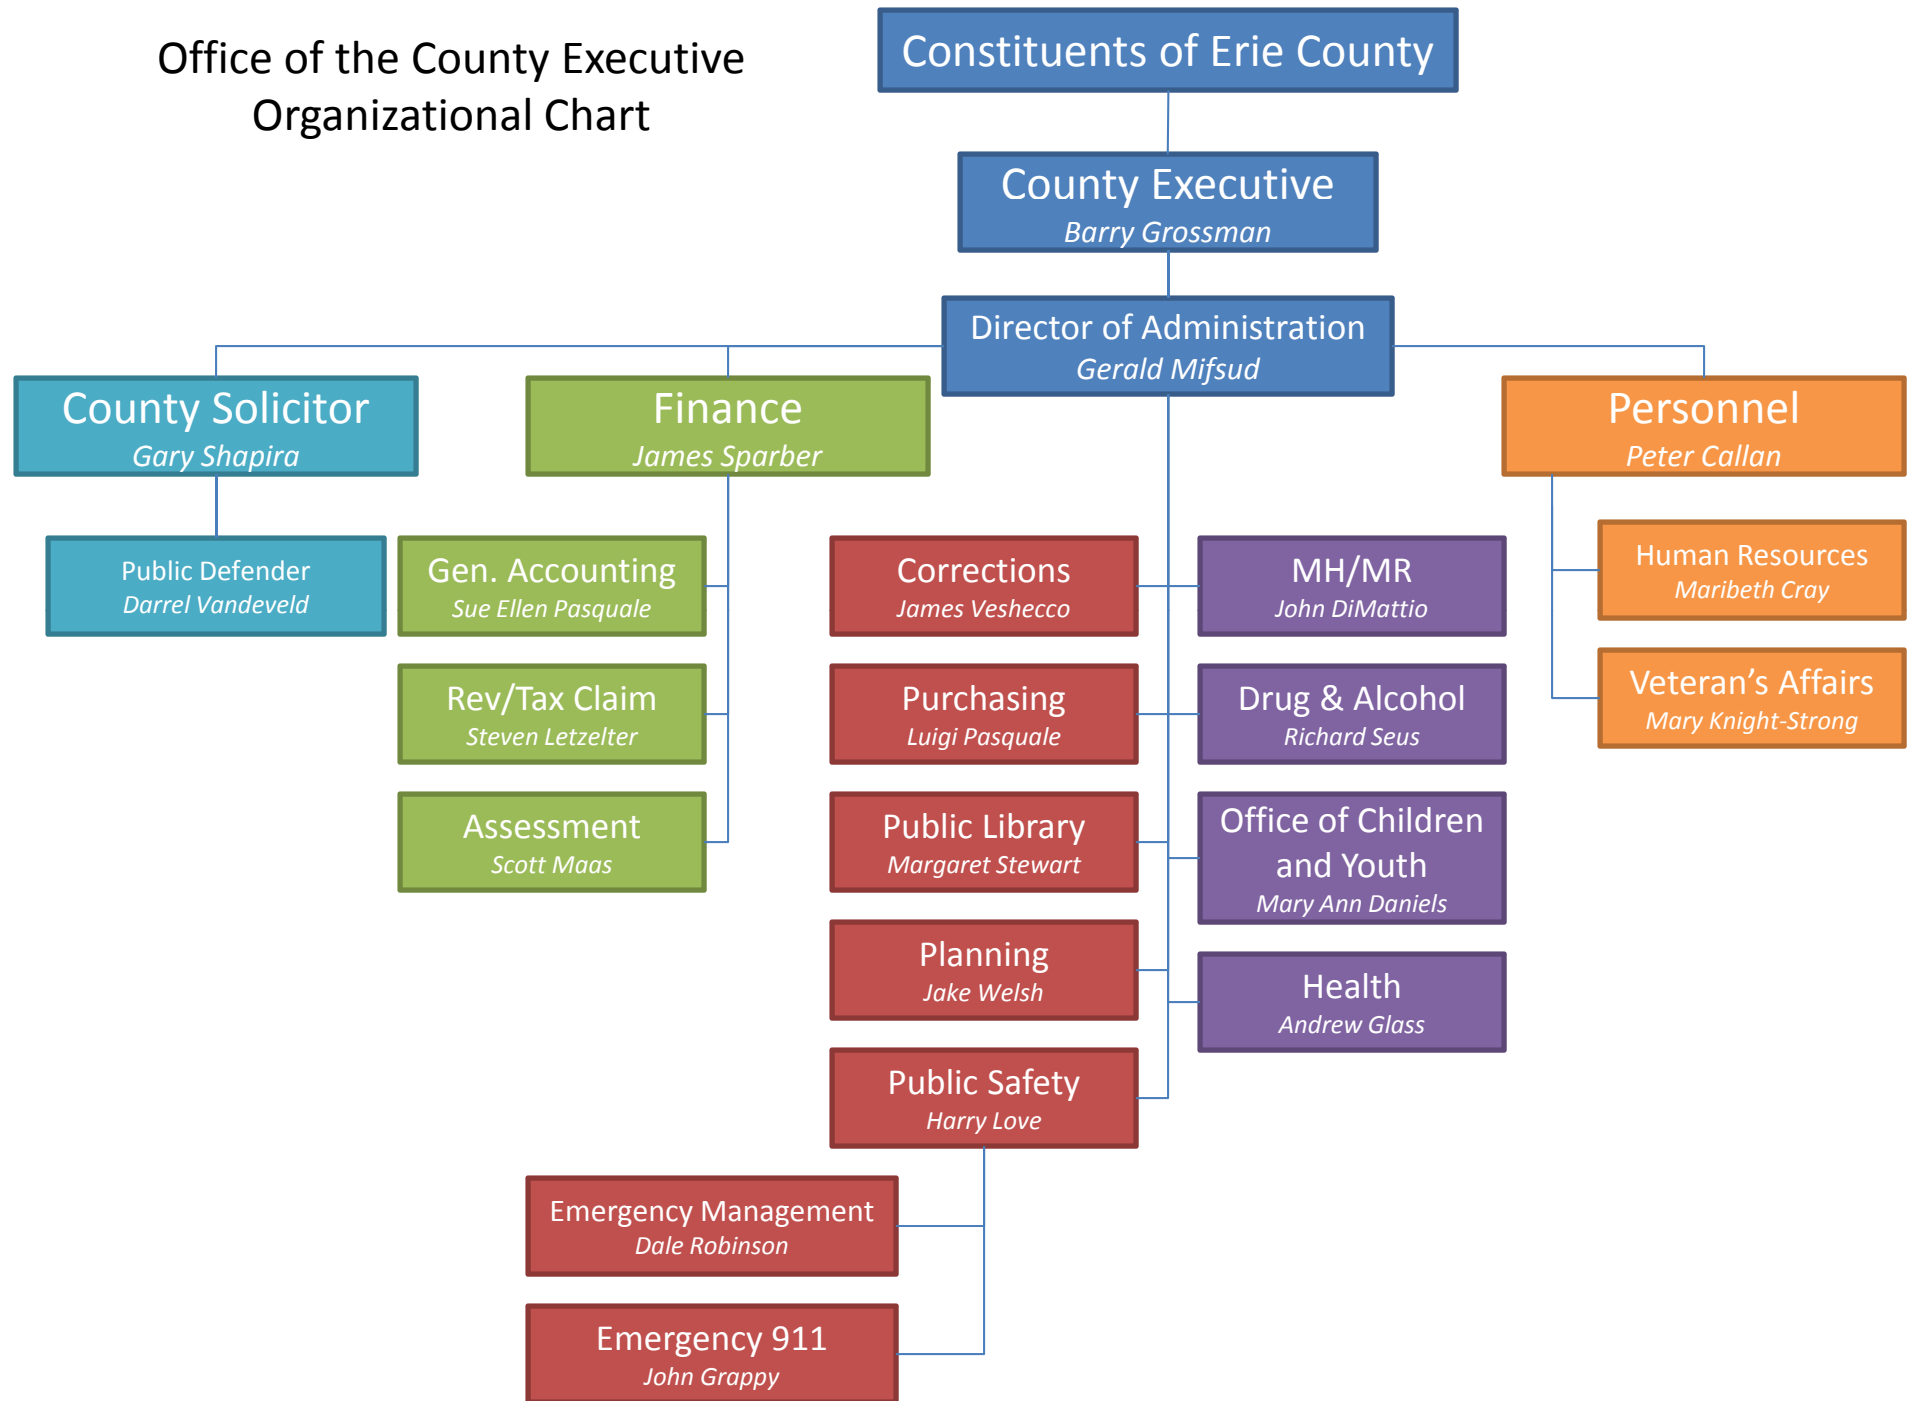 Office of the County Executive
Organizational Chart
Constituents of Erie County
County Executive
Barry Grossman
Director of Administration
Gerald Mifsud
County Solicitor
Gary Shapira
Finance
James Sparber
Personnel
Peter Callan
Public Defender
Darrel Vandeveld
Gen. Accounting
Sue Ellen Pasquale
Rev/Tax Claim
Steven Letzelter
Assessment
Scott Maas
Corrections
James Veshecco
Purchasing
Luigi Pasquale
Public Library
Margaret Stewart
Planning
Jake Welsh
Public Safety
Harry Love
Emergency Management
Dale Robinson
Emergency 911
John Grappy
MH/MR
John DiMattio
Drug & Alcohol
Richard Seus
Office of Children
and Youth
Mary Ann Daniels
Health
Andrew Glass
Human Resources
Maribeth Cray
Veteran’s Affairs
Mary Knight-Strong